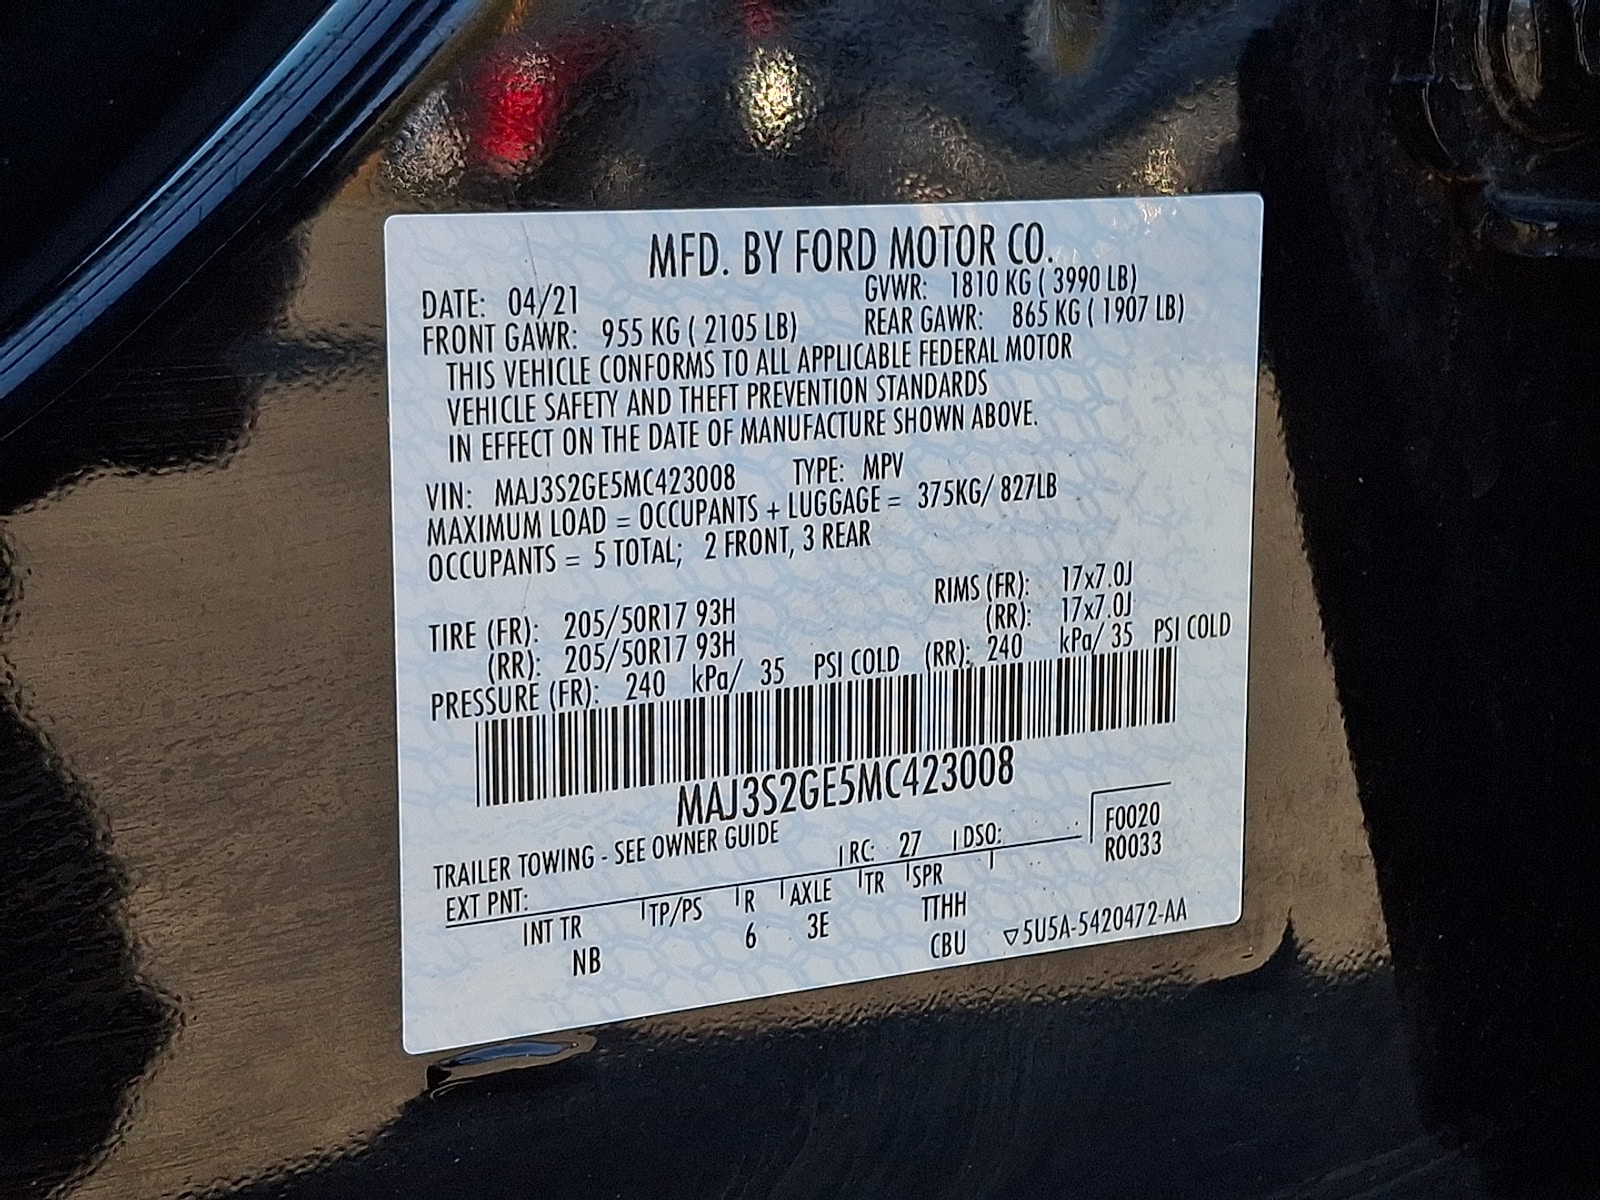 MFD. BY FORD MOTOR CO.
DATE: 04/21 GVWR: 1810 KG ( 3990 LB)
FRONT GAWR: 955 KG ( 2105 LB) REAR GAWR: 865 KG ( 1907 LB)
THIS VEHICLE CONFORMS TO ALL APPLICABLE FEDERAL MOTOR
VEHICLE SAFETY AND THEFT PREVENTION STANDARDS
IN EFFECT ON THE DATE OF MANUFACTURE SHOWN ABOVE.
VIN: MAJ3S2GE5MC423008 TYPE: MPV
MAXIMUM LOAD = OCCUPANTS + LUGGAGE = 375KG/ 827LB
OCCUPANTS = 5 TOTAL; 2 FRONT, 3 REAR
TIRE (FR): 205/50R17 93H RIMS (FR): 17x7.0J
(RR): 205/50R17 93H (RR): 17x7.0J
PRESSURE (FR): 240 kPa/ 35 PSI COLD (RR): 240 kPa/ 35 PSI COLD
MAJ3S2GE5MC423008
TRAILER TOWING - SEE OWNER GUIDE
EXT PNT: RC: 27 DSO: F0020
R0033
INT TR TP/PS R AXLE TR SPR
NB 6 3E TTHH
CBU ▽5U5A-5420472-AA